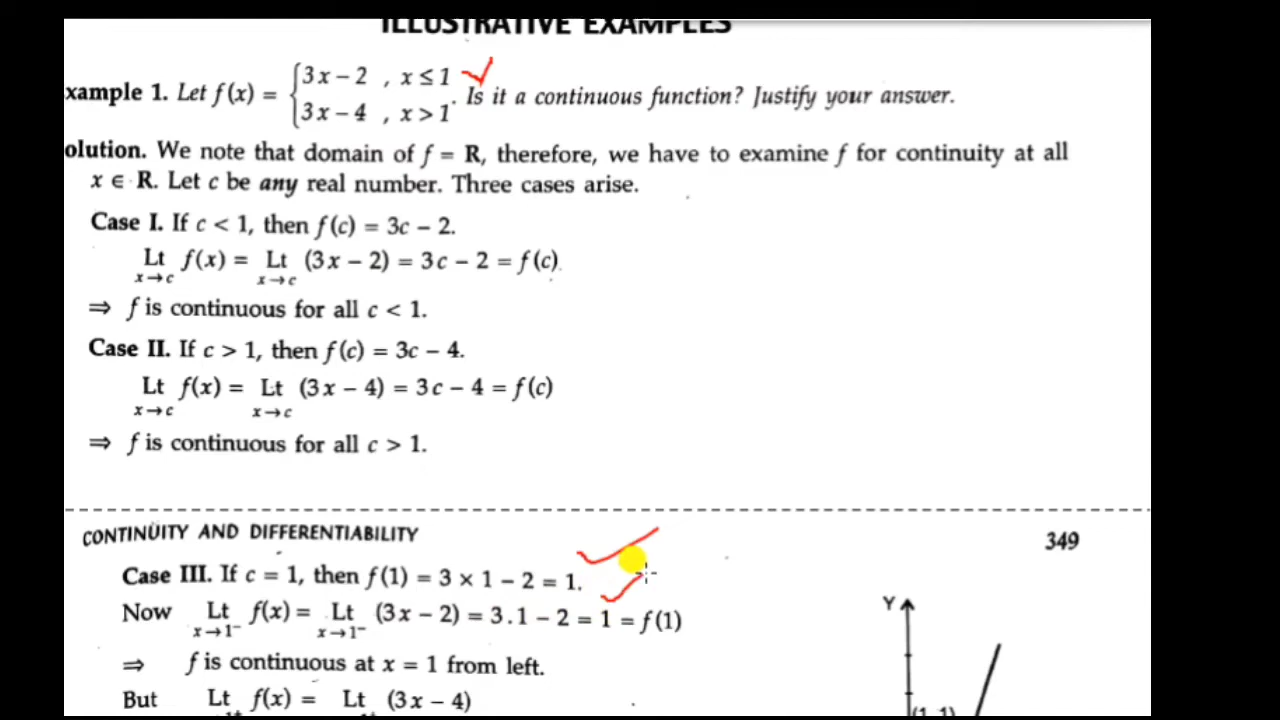 ILLUSTRATIVE EXAMPLES
xample 1. Let f(x) = {3x − 2 , x ≤ 1
3x − 4 , x > 1 . Is it a continuous function? Justify your answer.
olution. We note that domain of f = R, therefore, we have to examine f for continuity at all
x ∈ R. Let c be any real number. Three cases arise.
Case I. If c < 1, then f(c) = 3c − 2.
Lt f(x) = Lt (3x − 2) = 3c − 2 = f(c)
x→c x→c
⇒ f is continuous for all c < 1.
Case II. If c > 1, then f(c) = 3c − 4.
Lt f(x) = Lt (3x − 4) = 3c − 4 = f(c)
x→c x→c
⇒ f is continuous for all c > 1.
CONTINUITY AND DIFFERENTIABILITY 349
Case III. If c = 1, then f(1) = 3 × 1 − 2 = 1.
Now Lt f(x) = Lt (3x − 2) = 3.1 − 2 = 1 = f(1)
x→1⁻ x→1⁻
⇒ f is continuous at x = 1 from left.
But Lt f(x) = Lt (3x − 4)
Y
(1, 1)